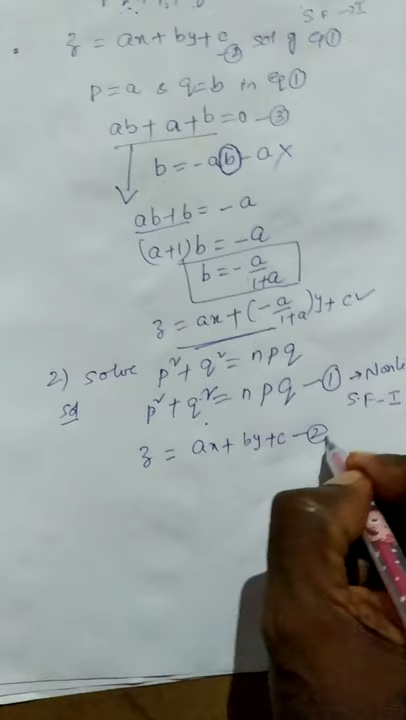 S.F → I
z = ax + by + c — ② sol of eq ①
p = a & q = b in eq ①
ab + a + b = 0 — ③
b = -ab - a X
ab + b = -a
(a+1)b = -a
b = -a/1+a
z = ax + (-a/1+a)y + c ✓
2) solve p² + q² = npq
sol p² + q² = npq — ① → Nonl
S.F - I
z = ax + by + c — ②